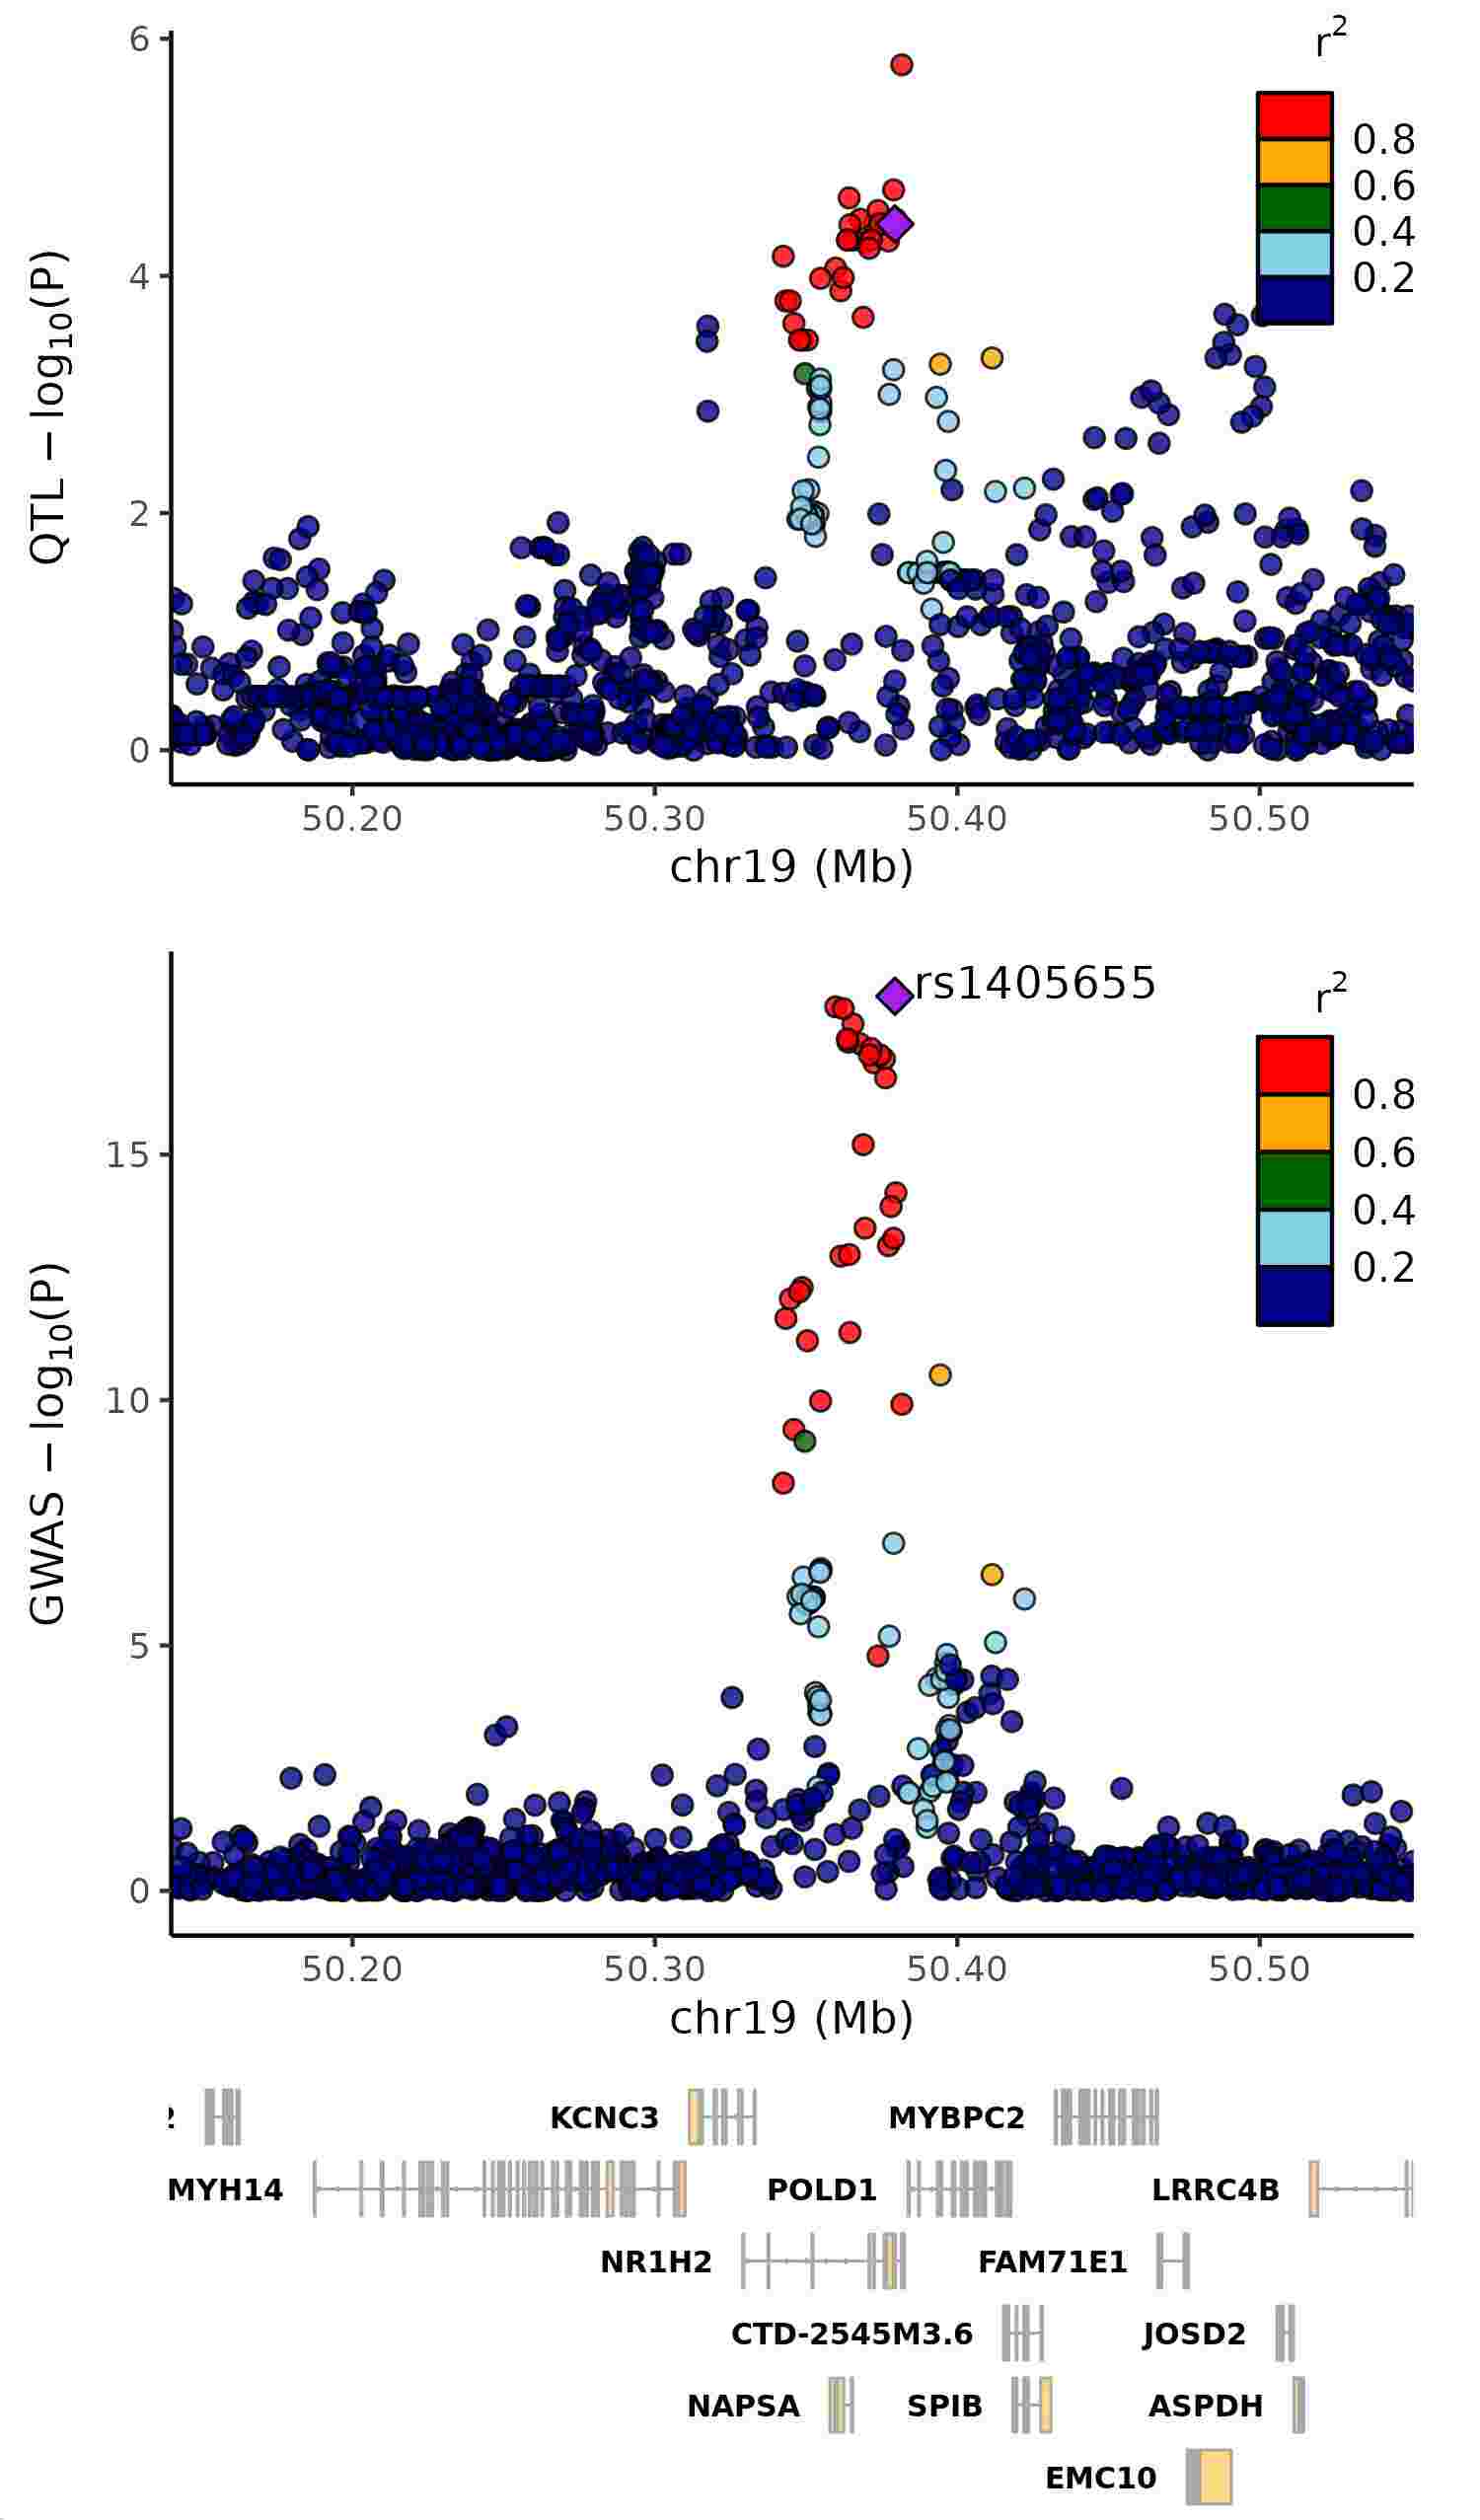 r²
6
4
2
0
QTL −log₁₀(P)
0.8
0.6
0.4
0.2
50.20 50.30 50.40 50.50
chr19 (Mb)
rs1405655
r²
15
10
5
0
GWAS −log₁₀(P)
0.8
0.6
0.4
0.2
50.20 50.30 50.40 50.50
chr19 (Mb)
KCNC3 MYBPC2
MYH14 POLD1 LRRC4B
NR1H2 FAM71E1
CTD-2545M3.6 JOSD2
NAPSA SPIB ASPDH
EMC10